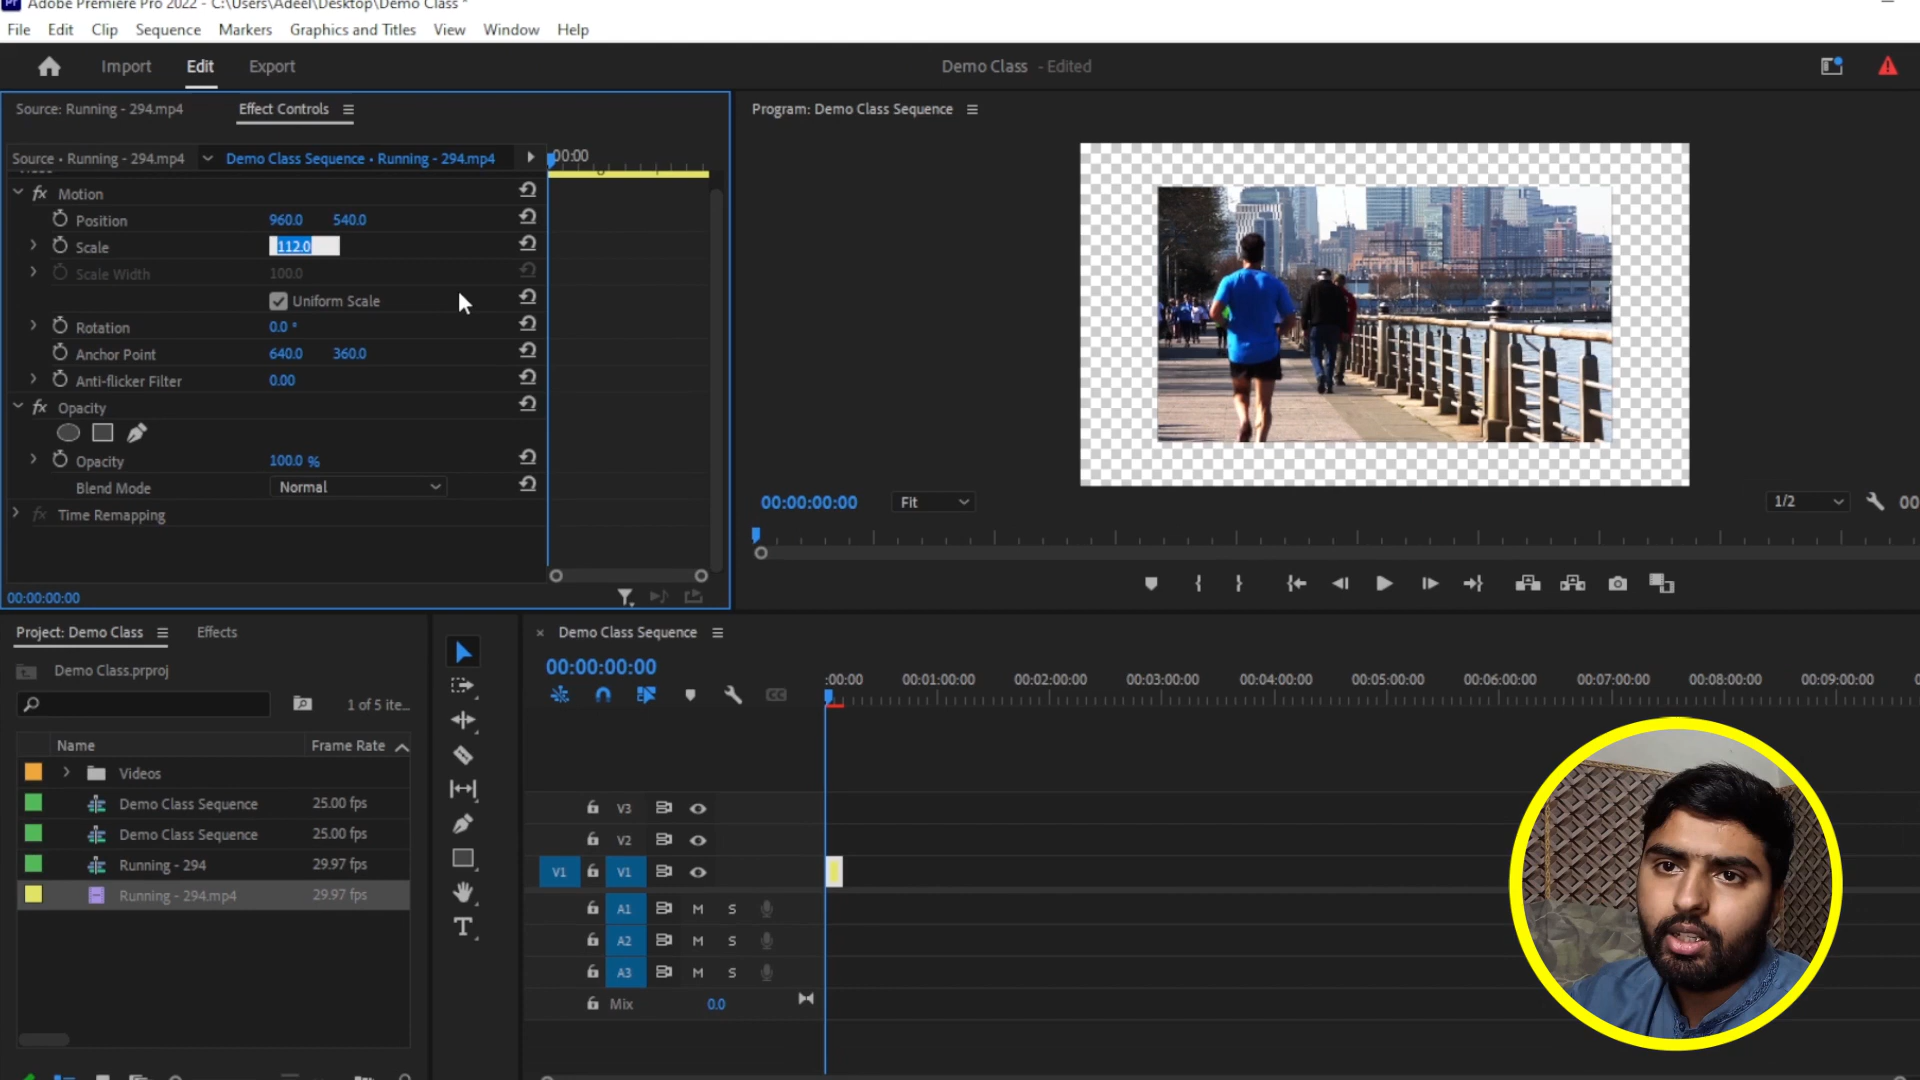 Adobe Premiere Pro 2022 - C:\Users\Adeel\Desktop\Demo Class *
File Edit Clip Sequence Markers Graphics and Titles View Window Help
Import Edit Export
Demo Class - Edited
Source: Running - 294.mp4 Effect Controls
Program: Demo Class Sequence
Source • Running - 294.mp4 Demo Class Sequence • Running - 294.mp4
:00:00
fx Motion
Position 960.0 540.0
Scale 112.0
Scale Width 100.0
Uniform Scale
Rotation 0.0 °
Anchor Point 640.0 360.0
Anti-flicker Filter 0.00
fx Opacity
Opacity 100.0 %
Blend Mode Normal
fx Time Remapping
00:00:00:00
00:00:00:00 Fit 1/2 00
Project: Demo Class Effects
Demo Class.prproj
1 of 5 ite...
Name Frame Rate
Videos
Demo Class Sequence 25.00 fps
Demo Class Sequence 25.00 fps
Running - 294 29.97 fps
Running - 294.mp4 29.97 fps
× Demo Class Sequence
00:00:00:00
:00:00 00:01:00:00 00:02:00:00 00:03:00:00 00:04:00:00 00:05:00:00 00:06:00:00 00:07:00:00 00:08:00:00 00:09:00:00
CC
V3
V2
V1 V1
A1 M S
A2 M S
A3 M S
Mix 0.0